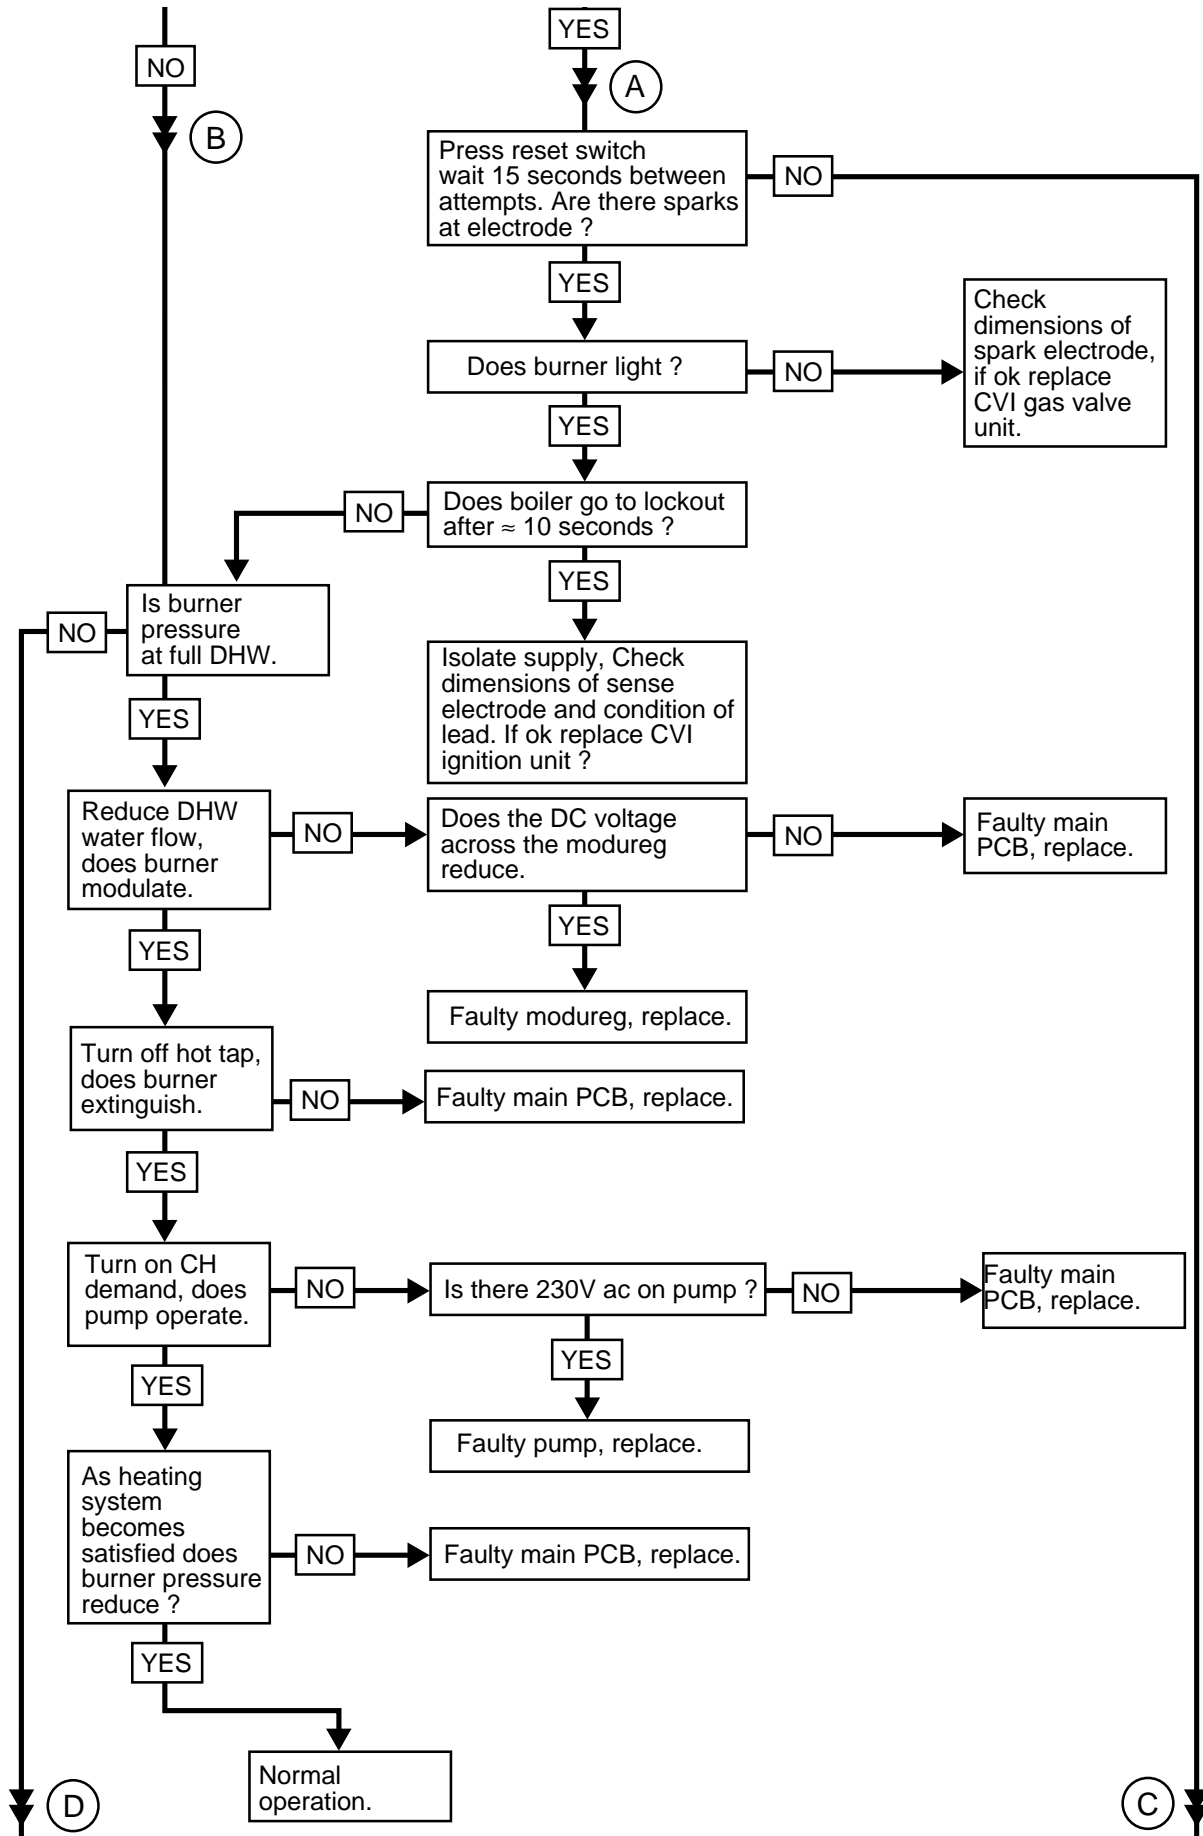 YES
NO
A
B
Press reset switch
wait 15 seconds between
attempts. Are there sparks
at electrode ?
NO
YES
Check
dimensions of
spark electrode,
if ok replace
CVI gas valve
unit.
Does burner light ?
NO
YES
Does boiler go to lockout
after ≈ 10 seconds ?
NO
YES
Is burner
pressure
at full DHW.
NO
YES
Isolate supply, Check
dimensions of sense
electrode and condition of
lead. If ok replace CVI
ignition unit ?
Reduce DHW
water flow,
does burner
modulate.
NO
Does the DC voltage
across the modureg
reduce.
NO
Faulty main
PCB, replace.
YES
YES
Faulty modureg, replace.
Turn off hot tap,
does burner
extinguish.
NO
Faulty main PCB, replace.
YES
Turn on CH
demand, does
pump operate.
NO
Is there 230V ac on pump ?
NO
Faulty main
PCB, replace.
YES
YES
Faulty pump, replace.
As heating
system
becomes
satisfied does
burner pressure
reduce ?
NO
Faulty main PCB, replace.
YES
Normal
operation.
D
C